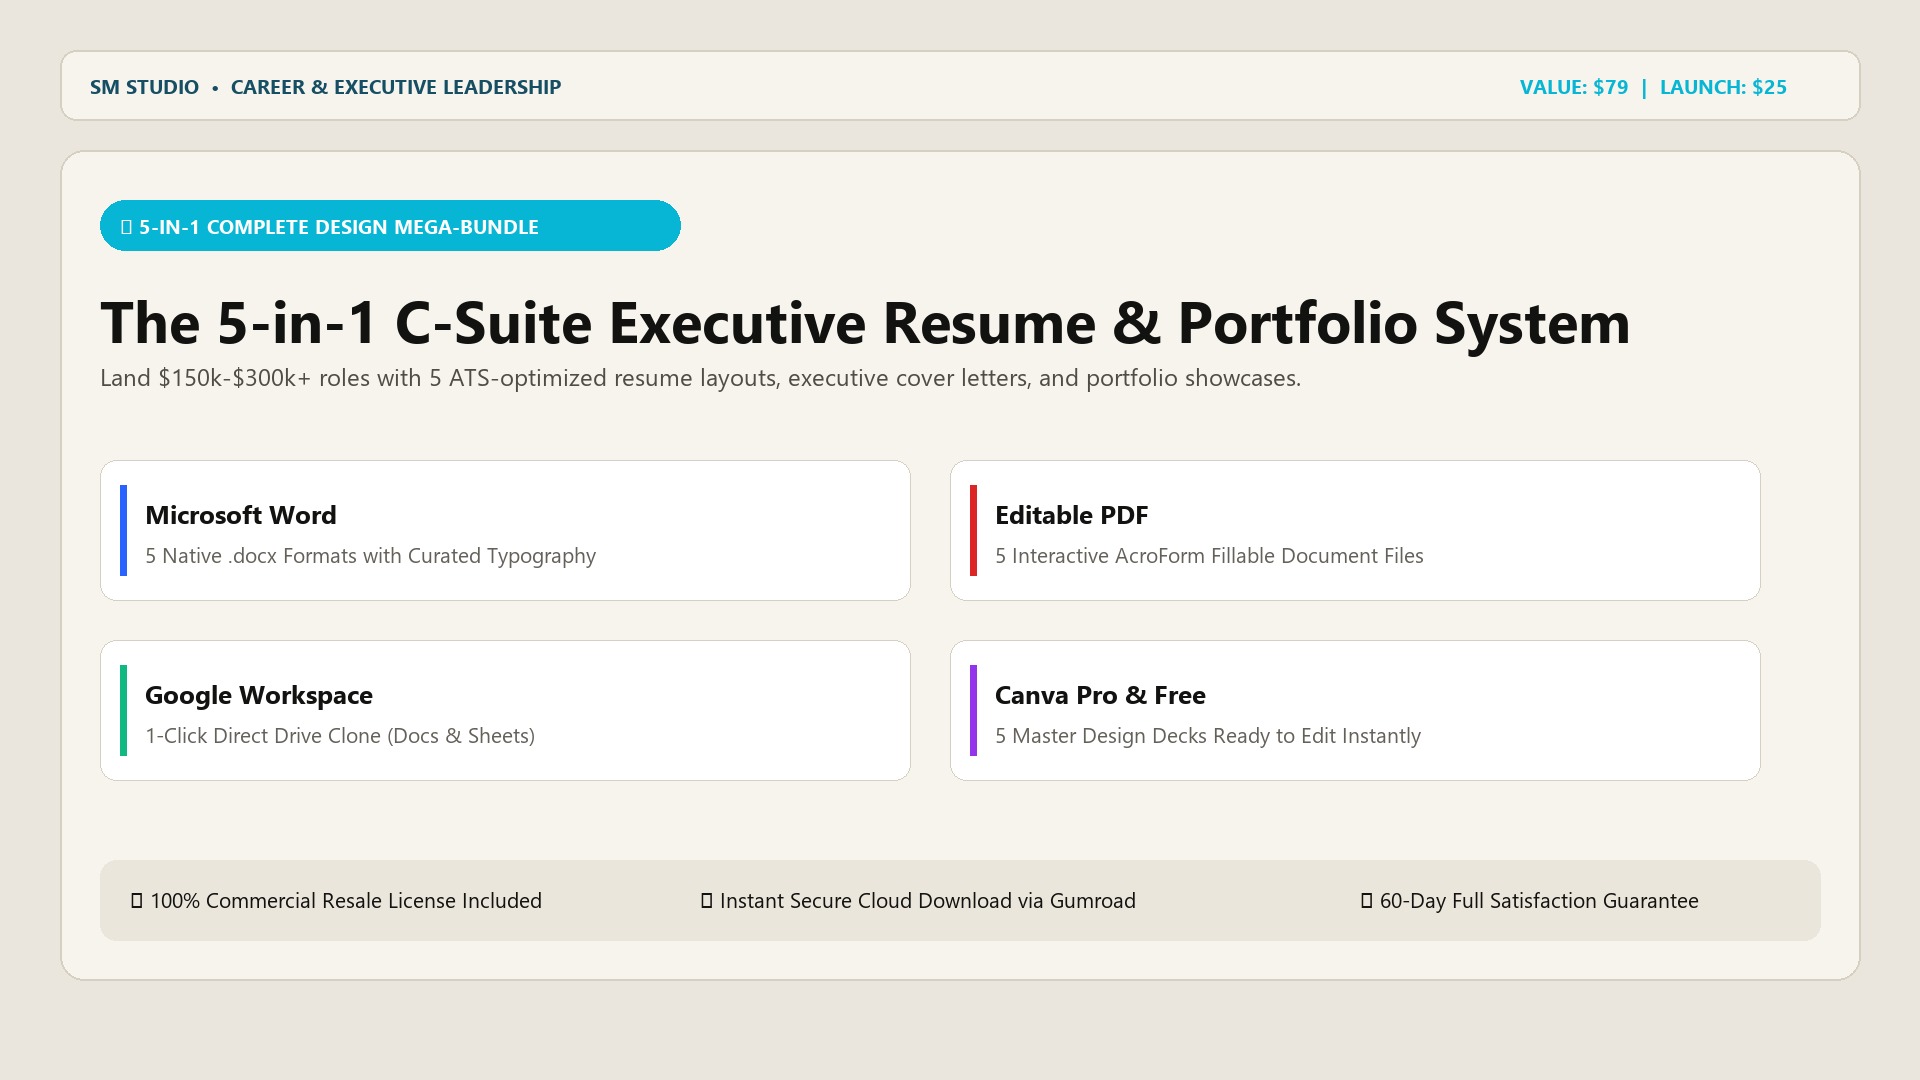 SM STUDIO • CAREER & EXECUTIVE LEADERSHIP
VALUE: $79 | LAUNCH: $25
5-IN-1 COMPLETE DESIGN MEGA-BUNDLE
The 5-in-1 C-Suite Executive Resume & Portfolio System
Land $150k-$300k+ roles with 5 ATS-optimized resume layouts, executive cover letters, and portfolio showcases.
Microsoft Word
5 Native .docx Formats with Curated Typography
Editable PDF
5 Interactive AcroForm Fillable Document Files
Google Workspace
1-Click Direct Drive Clone (Docs & Sheets)
Canva Pro & Free
5 Master Design Decks Ready to Edit Instantly
100% Commercial Resale License Included
Instant Secure Cloud Download via Gumroad
60-Day Full Satisfaction Guarantee